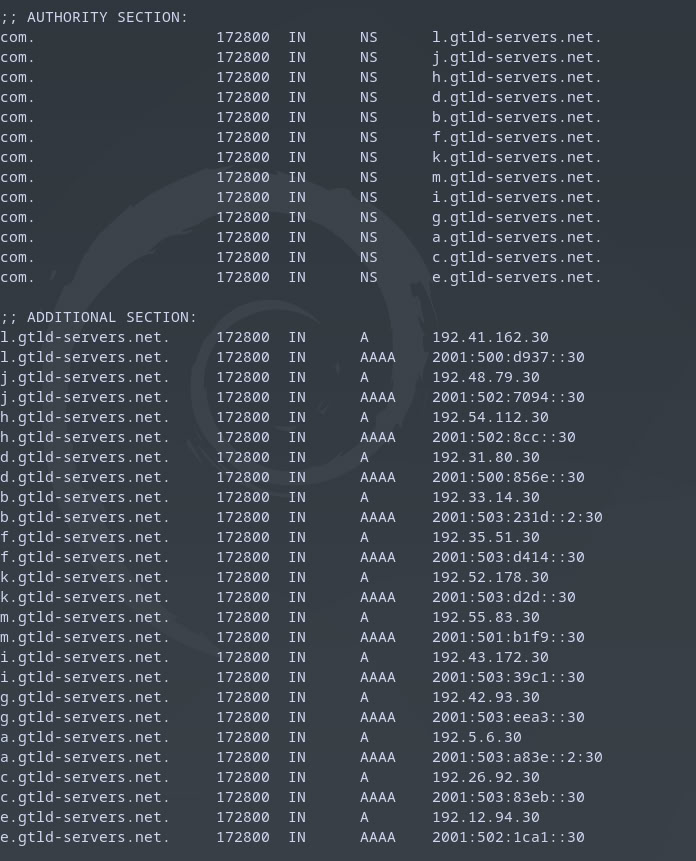 ;; AUTHORITY SECTION:
com.                    172800  IN      NS      l.gtld-servers.net.
com.                    172800  IN      NS      j.gtld-servers.net.
com.                    172800  IN      NS      h.gtld-servers.net.
com.                    172800  IN      NS      d.gtld-servers.net.
com.                    172800  IN      NS      b.gtld-servers.net.
com.                    172800  IN      NS      f.gtld-servers.net.
com.                    172800  IN      NS      k.gtld-servers.net.
com.                    172800  IN      NS      m.gtld-servers.net.
com.                    172800  IN      NS      i.gtld-servers.net.
com.                    172800  IN      NS      g.gtld-servers.net.
com.                    172800  IN      NS      a.gtld-servers.net.
com.                    172800  IN      NS      c.gtld-servers.net.
com.                    172800  IN      NS      e.gtld-servers.net.

;; ADDITIONAL SECTION:
l.gtld-servers.net.     172800  IN      A       192.41.162.30
l.gtld-servers.net.     172800  IN      AAAA    2001:500:d937::30
j.gtld-servers.net.     172800  IN      A       192.48.79.30
j.gtld-servers.net.     172800  IN      AAAA    2001:502:7094::30
h.gtld-servers.net.     172800  IN      A       192.54.112.30
h.gtld-servers.net.     172800  IN      AAAA    2001:502:8cc::30
d.gtld-servers.net.     172800  IN      A       192.31.80.30
d.gtld-servers.net.     172800  IN      AAAA    2001:500:856e::30
b.gtld-servers.net.     172800  IN      A       192.33.14.30
b.gtld-servers.net.     172800  IN      AAAA    2001:503:231d::2:30
f.gtld-servers.net.     172800  IN      A       192.35.51.30
f.gtld-servers.net.     172800  IN      AAAA    2001:503:d414::30
k.gtld-servers.net.     172800  IN      A       192.52.178.30
k.gtld-servers.net.     172800  IN      AAAA    2001:503:d2d::30
m.gtld-servers.net.     172800  IN      A       192.55.83.30
m.gtld-servers.net.     172800  IN      AAAA    2001:501:b1f9::30
i.gtld-servers.net.     172800  IN      A       192.43.172.30
i.gtld-servers.net.     172800  IN      AAAA    2001:503:39c1::30
g.gtld-servers.net.     172800  IN      A       192.42.93.30
g.gtld-servers.net.     172800  IN      AAAA    2001:503:eea3::30
a.gtld-servers.net.     172800  IN      A       192.5.6.30
a.gtld-servers.net.     172800  IN      AAAA    2001:503:a83e::2:30
c.gtld-servers.net.     172800  IN      A       192.26.92.30
c.gtld-servers.net.     172800  IN      AAAA    2001:503:83eb::30
e.gtld-servers.net.     172800  IN      A       192.12.94.30
e.gtld-servers.net.     172800  IN      AAAA    2001:502:1ca1::30